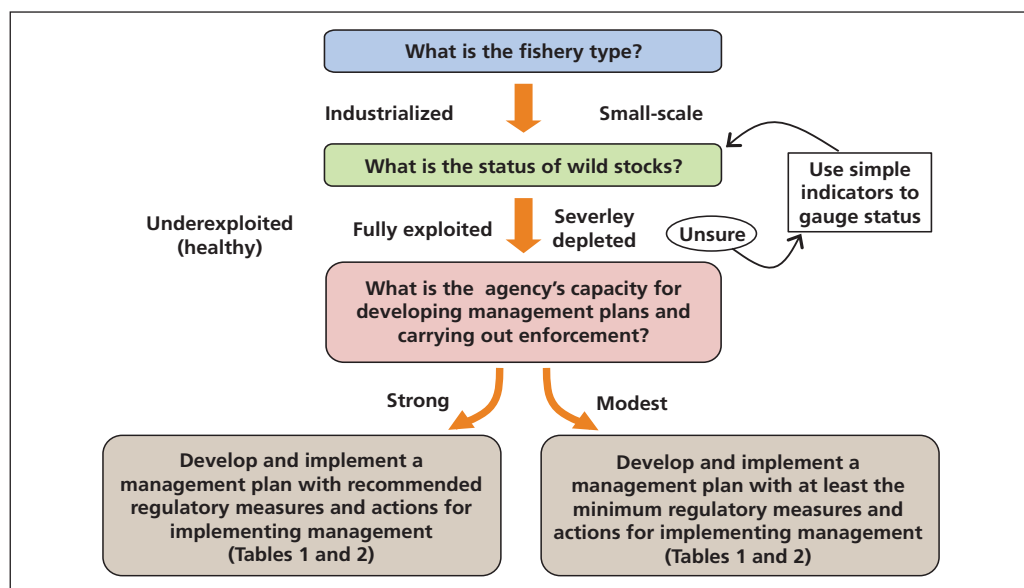 What is the fishery type?
Industrialized
Small-scale
What is the status of wild stocks?
Use simple
indicators to
gauge status
Underexploited
(healthy)
Fully exploited
Severley
depleted
Unsure
What is the agency's capacity for
developing management plans and
carrying out enforcement?
Strong
Modest
Develop and implement a
management plan with recommended
regulatory measures and actions for
implementing management
(Tables 1 and 2)
Develop and implement a
management plan with at least the
minimum regulatory measures and
actions for implementing management
(Tables 1 and 2)